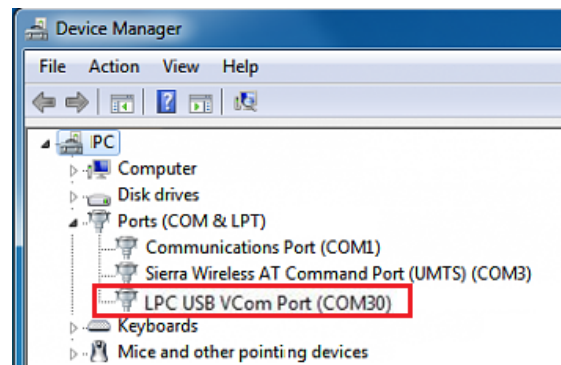 Device Manager
File Action View Help
PC
Computer
Disk drives
Ports (COM & LPT)
Communications Port (COM1)
Sierra Wireless AT Command Port (UMTS) (COM3)
LPC USB VCom Port (COM30)
Keyboards
Mice and other pointing devices